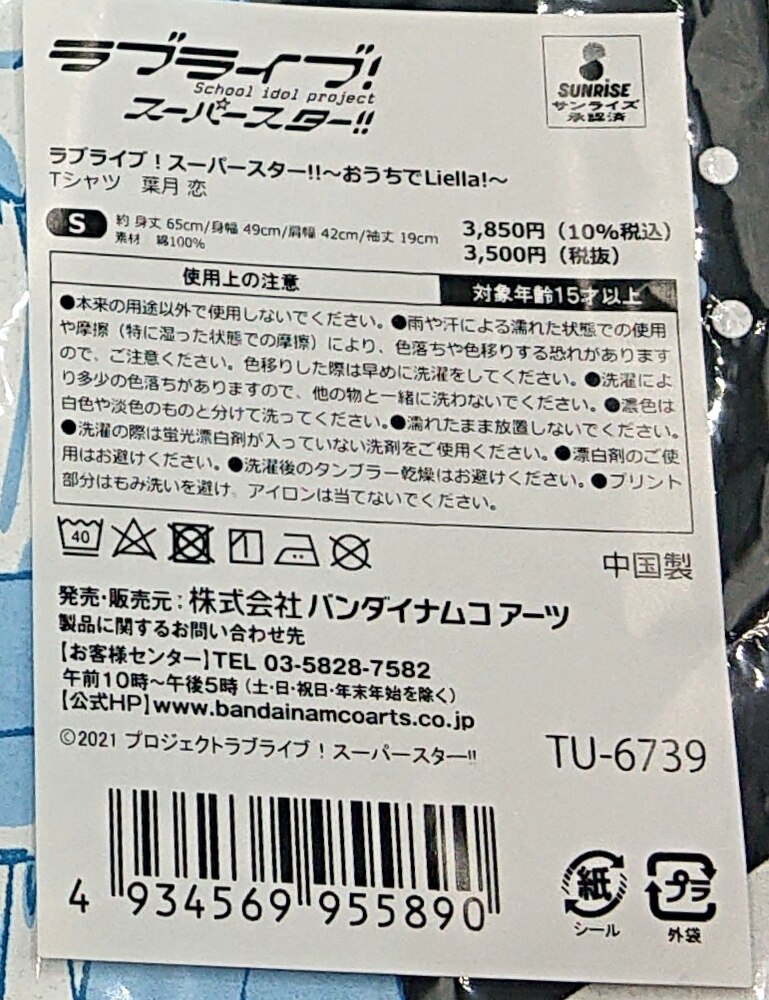 ラブライブ!
School idol project
スーパースター!!
SUNRISE
サンライズ
承認済
ラブライブ!スーパースター!!~おうちでLiella!~
Tシャツ 葉月 恋
S 約 身丈 65cm/身幅 49cm/肩幅 42cm/袖丈 19cm
素材 綿100%
3,850円(10%税込)
3,500円(税抜)
使用上の注意
対象年齢15才以上
●本来の用途以外で使用しないでください。●雨や汗による濡れた状態での使用
や摩擦(特に湿った状態での摩擦)により、色落ちや色移りする恐れがあります
ので、ご注意ください。色移りした際は早めに洗濯をしてください。●洗濯によ
り多少の色落ちがありますので、他の物と一緒に洗わないでください。●濃色は
白色や淡色のものと分けて洗ってください。●濡れたまま放置しないでください。
●洗濯の際は蛍光漂白剤が入っていない洗剤をご使用ください。●漂白剤のご使
用はお避けください。●洗濯後のタンブラー乾燥はお避けください。●プリント
部分はもみ洗いを避け、アイロンは当てないでください。
40
中国製
発売・販売元:株式会社バンダイナムコアーツ
製品に関するお問い合わせ先
【お客様センター】TEL 03-5828-7582
午前10時~午後5時(土・日・祝日・年末年始を除く)
【公式HP】www.bandainamcoarts.co.jp
©2021 プロジェクトラブライブ!スーパースター!!
TU-6739
4 934569 955890
紙
シール
プラ
外袋